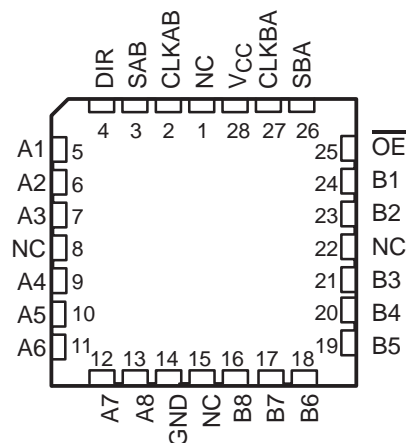 DIR SAB CLKAB NC VCC CLKBA SBA
4 3 2 1 28 27 26
A1 5 25 OE
A2 6 24 B1
A3 7 23 B2
NC 8 22 NC
A4 9 21 B3
A5 10 20 B4
A6 11 19 B5
12 13 14 15 16 17 18
A7 A8 GND NC B8 B7 B6